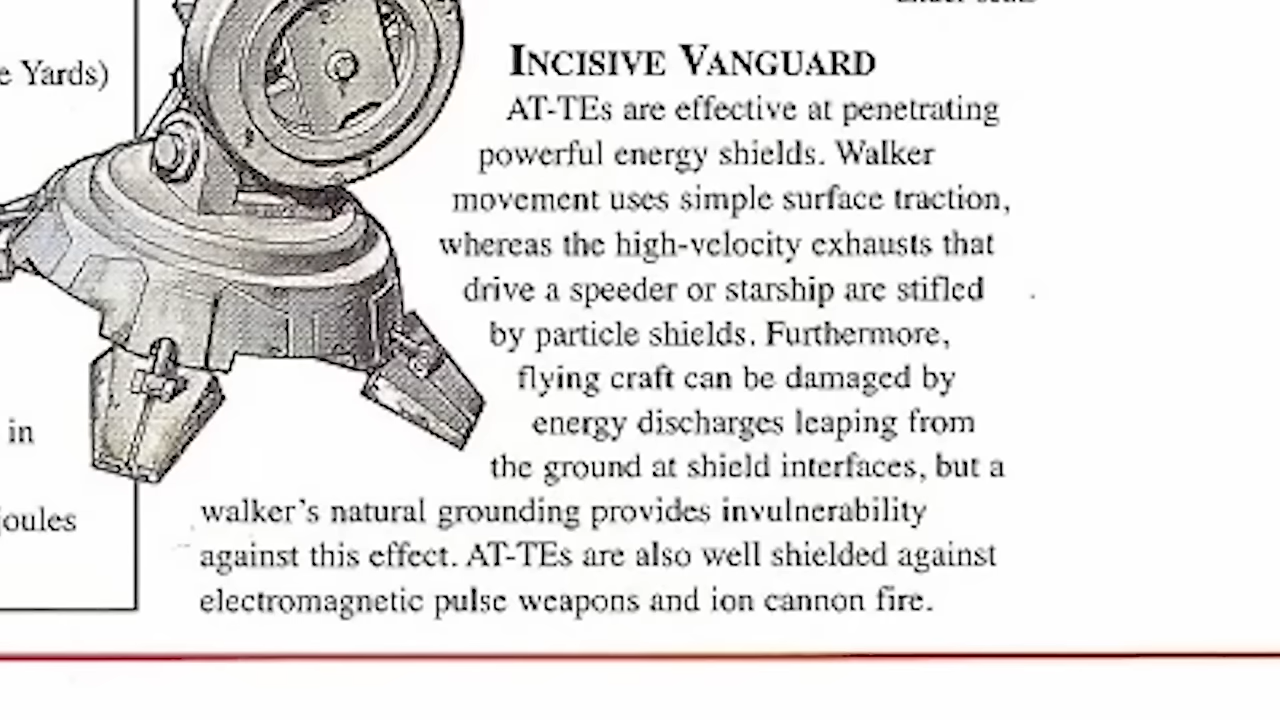 e Yards)
in
joules
INCISIVE VANGUARD
AT-TEs are effective at penetrating
powerful energy shields. Walker
movement uses simple surface traction,
whereas the high-velocity exhausts that
drive a speeder or starship are stifled
by particle shields. Furthermore,
flying craft can be damaged by
energy discharges leaping from
the ground at shield interfaces, but a
walker's natural grounding provides invulnerability
against this effect. AT-TEs are also well shielded against
electromagnetic pulse weapons and ion cannon fire.